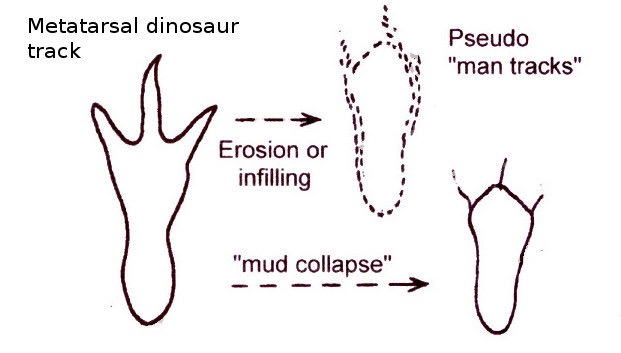 Metatarsal dinosaur
track
Pseudo
"man tracks"
Erosion or
infilling
"mud collapse"